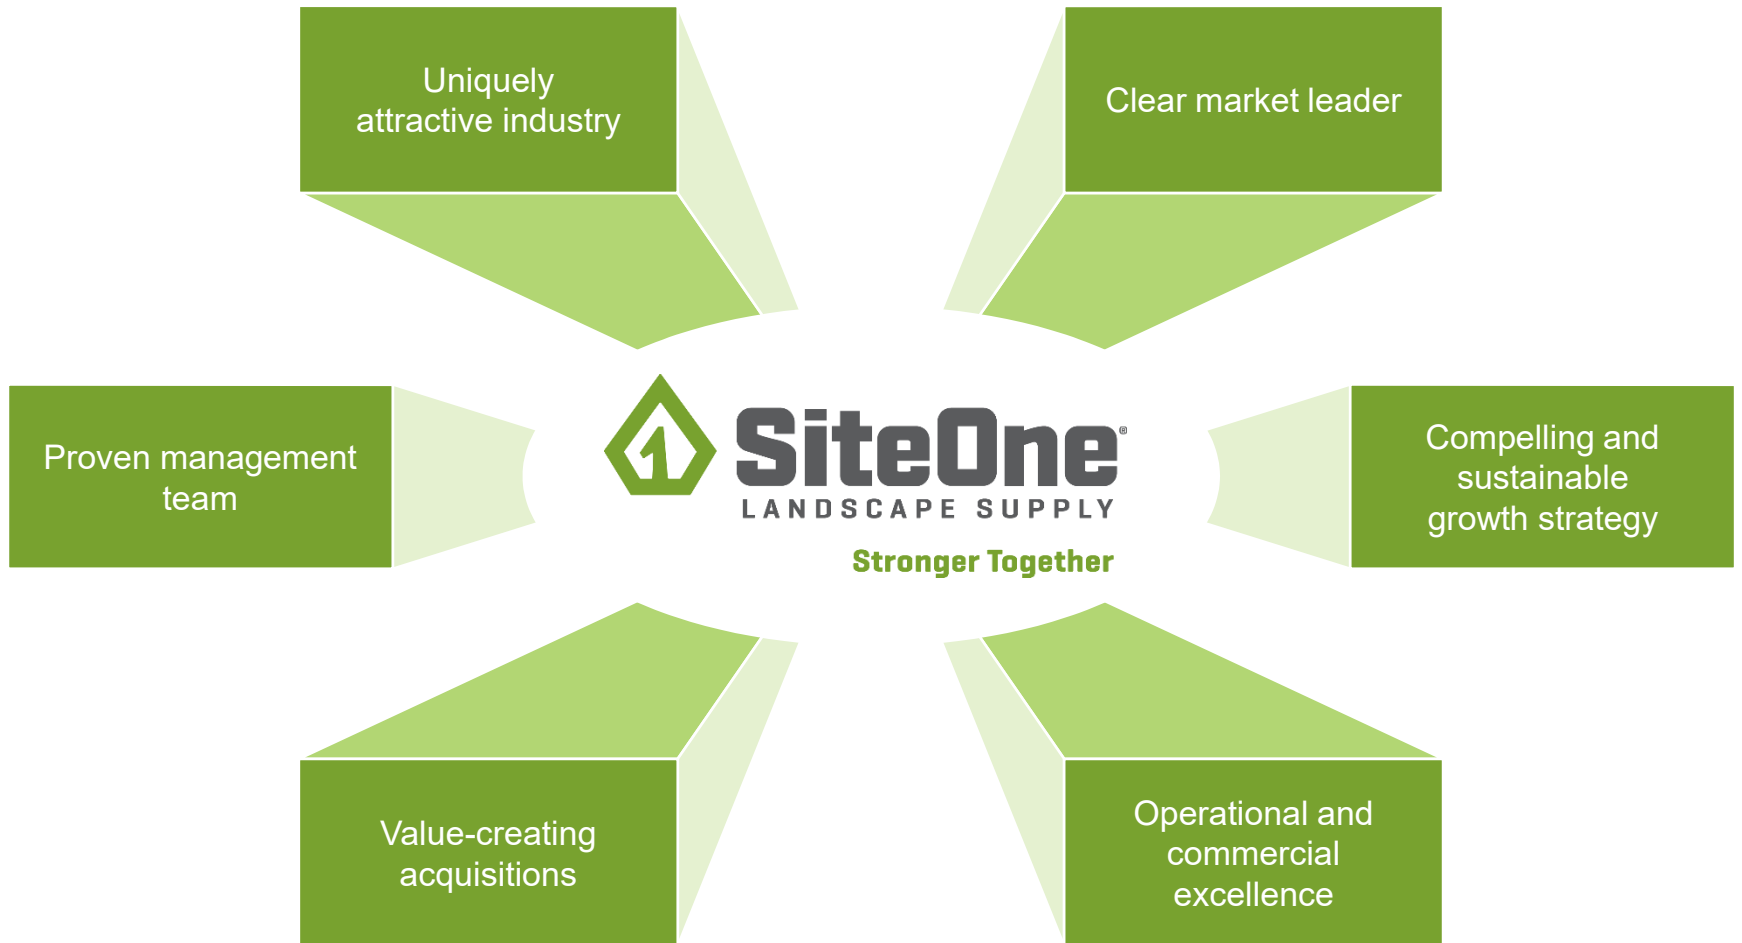 Uniquely
attractive industry
Clear market leader
Proven management
team
1
SiteOne®
LANDSCAPE SUPPLY
Stronger Together
Compelling and
sustainable
growth strategy
Value-creating
acquisitions
Operational and
commercial
excellence